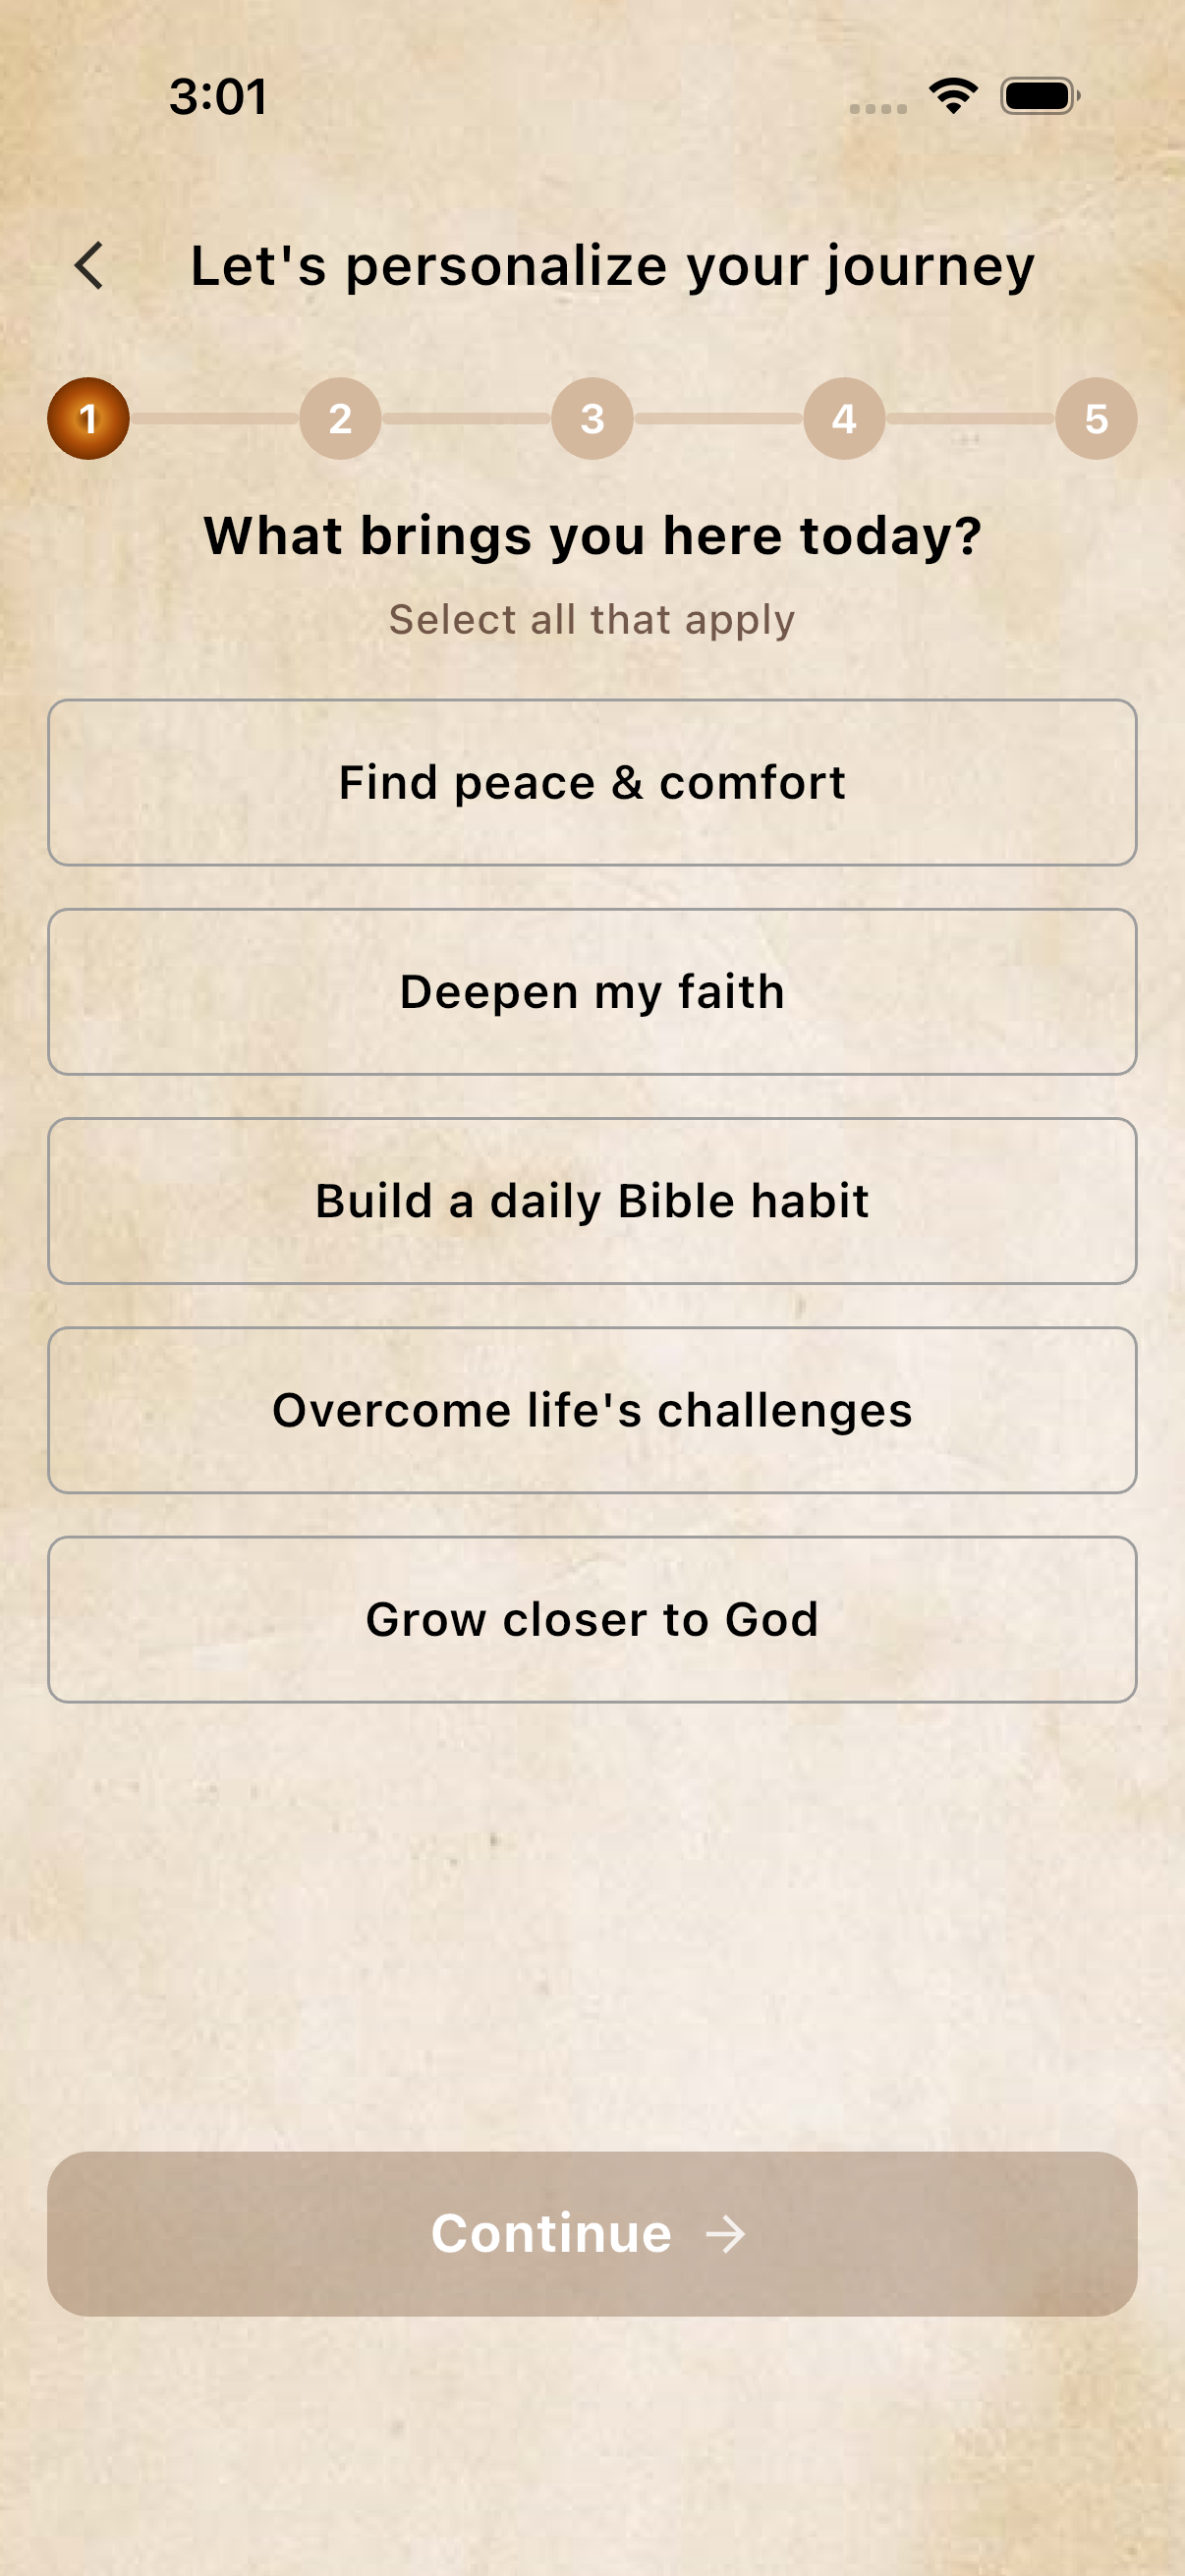 3:01
Let's personalize your journey
1 2 3 4 5
What brings you here today?
Select all that apply
Find peace & comfort
Deepen my faith
Build a daily Bible habit
Overcome life's challenges
Grow closer to God
Continue →